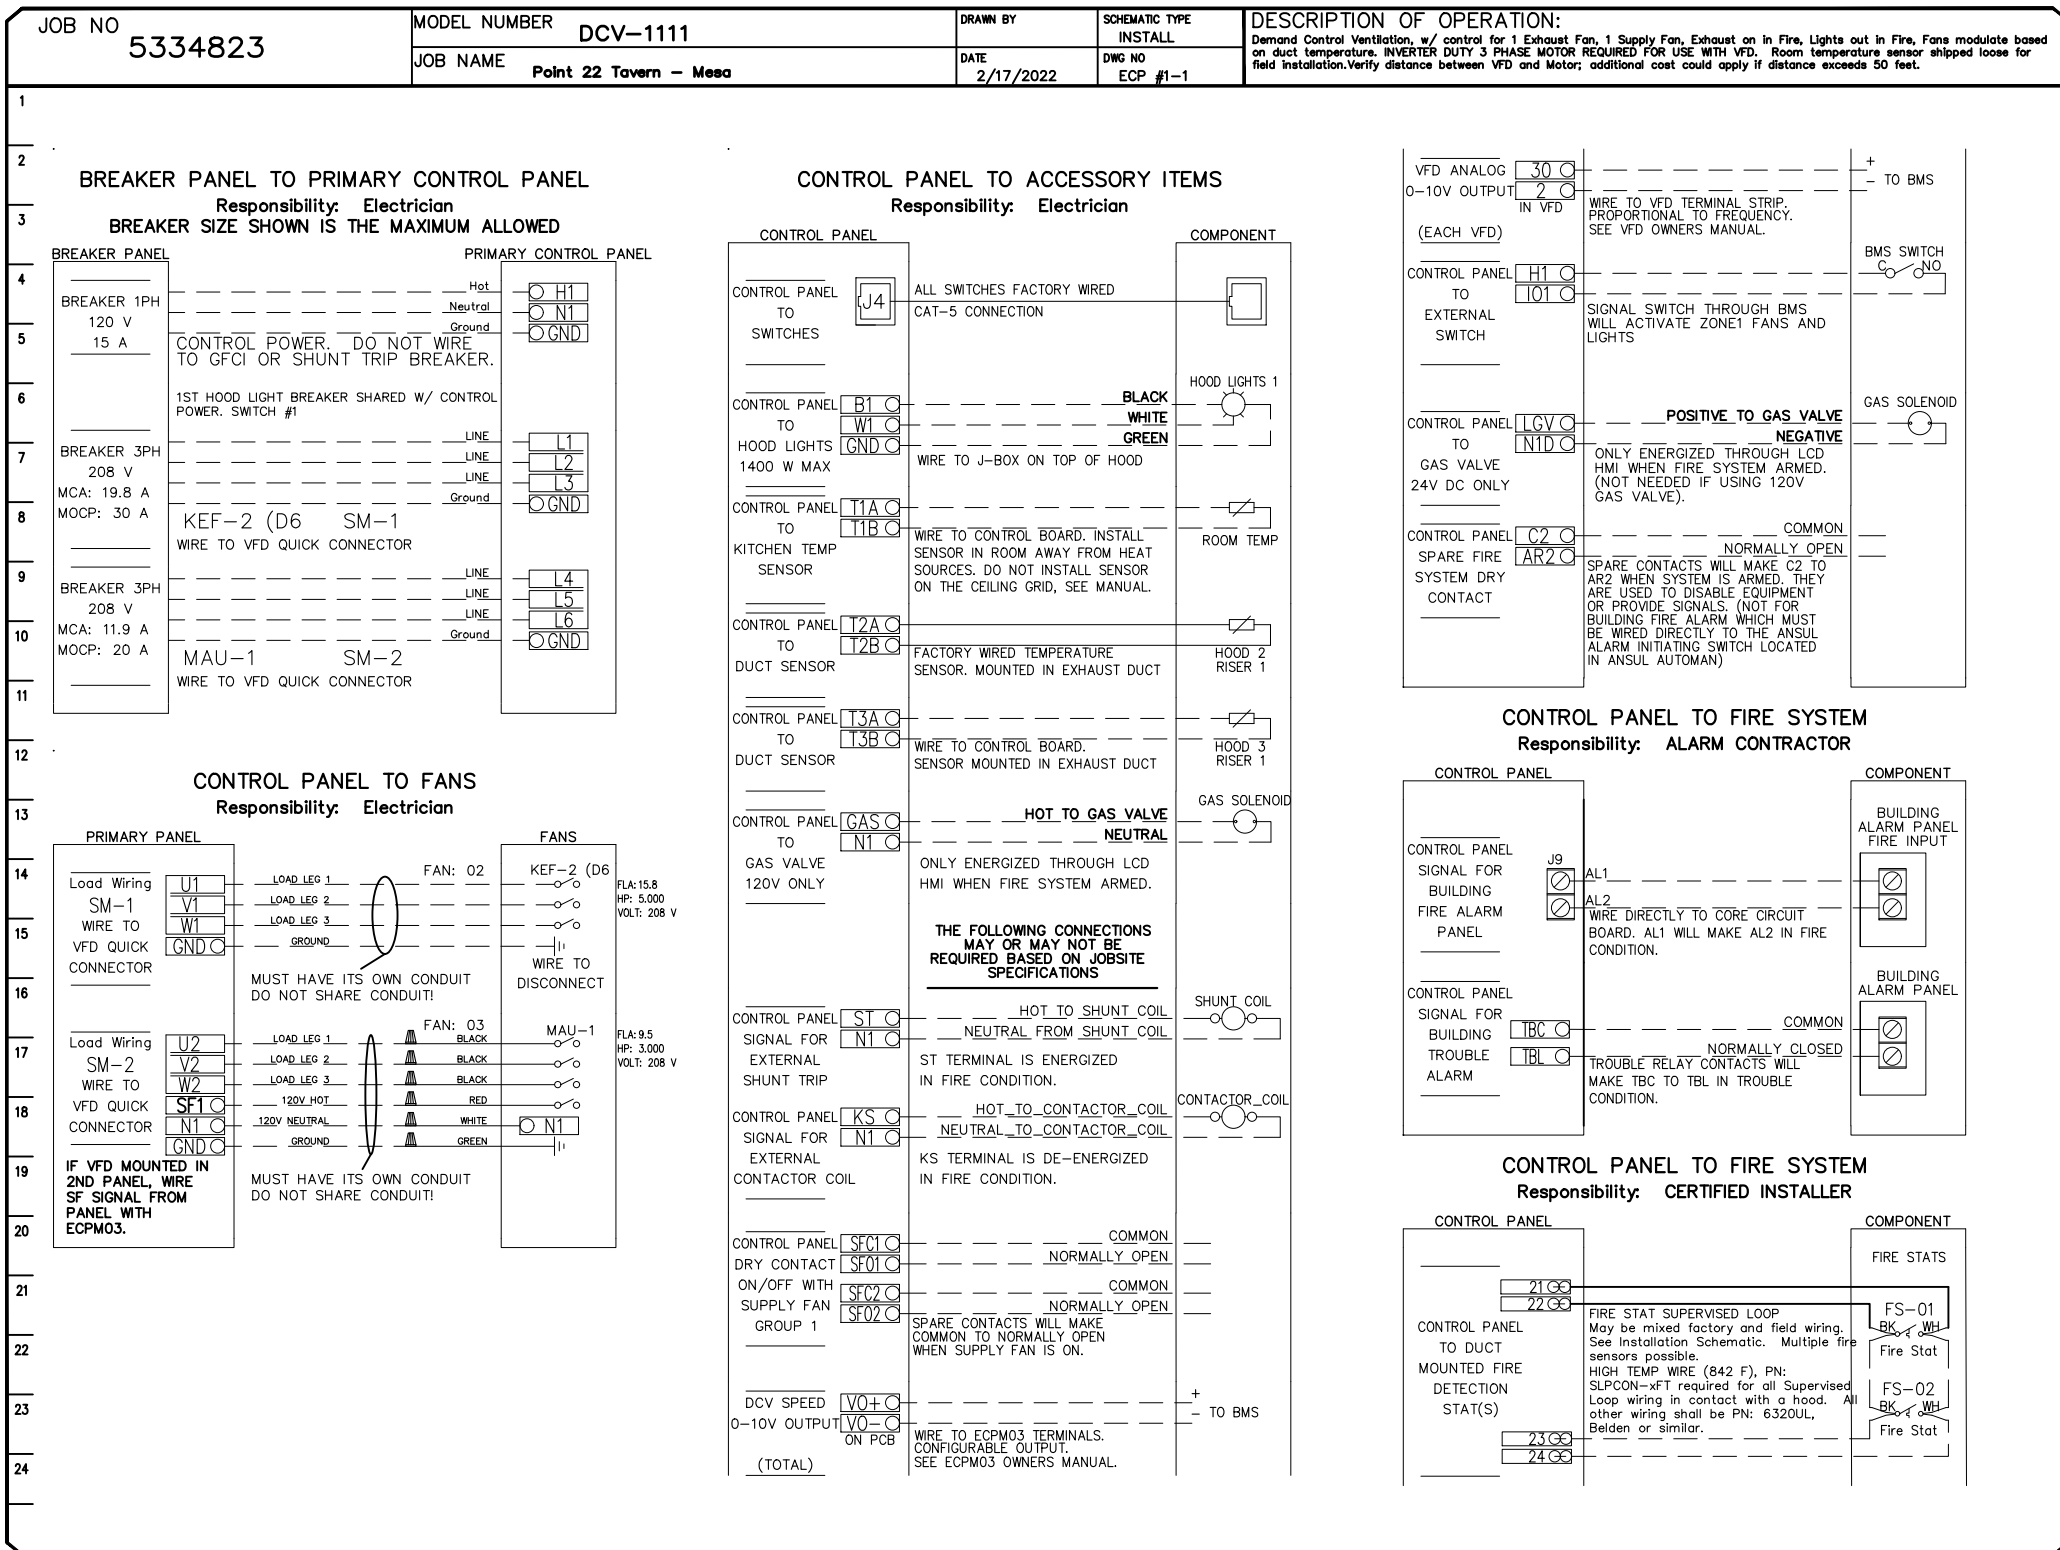 JOB NO
5334823
MODEL NUMBER
DCV-1111
JOB NAME
Point 22 Tavern - Mesa
DRAWN BY
DATE
2/17/2022
SCHEMATIC TYPE
INSTALL
DWG NO
ECP #1-1
DESCRIPTION OF OPERATION:
Demand Control Ventilation, w/ control for 1 Exhaust Fan, 1 Supply Fan, Exhaust on in Fire, Lights out in Fire, Fans modulate based
on duct temperature. INVERTER DUTY 3 PHASE MOTOR REQUIRED FOR USE WITH VFD. Room temperature sensor shipped loose for
field installation.Verify distance between VFD and Motor; additional cost could apply if distance exceeds 50 feet.
1
2
3
4
5
6
7
8
9
10
11
12
13
14
15
16
17
18
19
20
21
22
23
24
BREAKER PANEL TO PRIMARY CONTROL PANEL
Responsibility: Electrician
BREAKER SIZE SHOWN IS THE MAXIMUM ALLOWED
BREAKER PANEL
PRIMARY CONTROL PANEL
BREAKER 1PH
120 V
15 A
Hot
H1
Neutral
N1
Ground
GND
CONTROL POWER. DO NOT WIRE
TO GFCI OR SHUNT TRIP BREAKER.
1ST HOOD LIGHT BREAKER SHARED W/ CONTROL
POWER. SWITCH #1
BREAKER 3PH
208 V
MCA: 19.8 A
MOCP: 30 A
LINE
L1
LINE
L2
LINE
L3
Ground
GND
KEF-2 (D6 SM-1
WIRE TO VFD QUICK CONNECTOR
BREAKER 3PH
208 V
MCA: 11.9 A
MOCP: 20 A
LINE
L4
LINE
L5
LINE
L6
Ground
GND
MAU-1 SM-2
WIRE TO VFD QUICK CONNECTOR
CONTROL PANEL TO FANS
Responsibility: Electrician
PRIMARY PANEL
FANS
Load Wiring
SM-1
WIRE TO
VFD QUICK
CONNECTOR
U1
V1
W1
GND
LOAD LEG 1
LOAD LEG 2
LOAD LEG 3
GROUND
FAN: 02
KEF-2 (D6
FLA:15.8
HP: 5.000
VOLT: 208 V
WIRE TO
DISCONNECT
MUST HAVE ITS OWN CONDUIT
DO NOT SHARE CONDUIT!
Load Wiring
SM-2
WIRE TO
VFD QUICK
CONNECTOR
U2
V2
W2
SF1
N1
GND
LOAD LEG 1
LOAD LEG 2
LOAD LEG 3
120V HOT
120V NEUTRAL
GROUND
FAN: 03
BLACK
BLACK
BLACK
RED
WHITE
GREEN
MAU-1
N1
FLA:9.5
HP: 3.000
VOLT: 208 V
IF VFD MOUNTED IN
2ND PANEL, WIRE
SF SIGNAL FROM
PANEL WITH
ECPM03.
MUST HAVE ITS OWN CONDUIT
DO NOT SHARE CONDUIT!
CONTROL PANEL TO ACCESSORY ITEMS
Responsibility: Electrician
CONTROL PANEL
COMPONENT
CONTROL PANEL
TO
SWITCHES
J4
ALL SWITCHES FACTORY WIRED
CAT-5 CONNECTION
CONTROL PANEL
TO
HOOD LIGHTS
1400 W MAX
B1
W1
GND
BLACK
WHITE
GREEN
HOOD LIGHTS 1
WIRE TO J-BOX ON TOP OF HOOD
CONTROL PANEL
TO
KITCHEN TEMP
SENSOR
T1A
T1B
ROOM TEMP
WIRE TO CONTROL BOARD. INSTALL
SENSOR IN ROOM AWAY FROM HEAT
SOURCES. DO NOT INSTALL SENSOR
ON THE CEILING GRID, SEE MANUAL.
CONTROL PANEL
TO
DUCT SENSOR
T2A
T2B
HOOD 2
RISER 1
FACTORY WIRED TEMPERATURE
SENSOR. MOUNTED IN EXHAUST DUCT
CONTROL PANEL
TO
DUCT SENSOR
T3A
T3B
HOOD 3
RISER 1
WIRE TO CONTROL BOARD.
SENSOR MOUNTED IN EXHAUST DUCT
CONTROL PANEL
TO
GAS VALVE
120V ONLY
GAS
N1
HOT TO GAS VALVE
NEUTRAL
GAS SOLENOID
ONLY ENERGIZED THROUGH LCD
HMI WHEN FIRE SYSTEM ARMED.
THE FOLLOWING CONNECTIONS
MAY OR MAY NOT BE
REQUIRED BASED ON JOBSITE
SPECIFICATIONS
CONTROL PANEL
SIGNAL FOR
EXTERNAL
SHUNT TRIP
ST
N1
HOT TO SHUNT COIL
NEUTRAL FROM SHUNT COIL
SHUNT COIL
ST TERMINAL IS ENERGIZED
IN FIRE CONDITION.
CONTROL PANEL
SIGNAL FOR
EXTERNAL
CONTACTOR COIL
KS
N1
HOT_TO_CONTACTOR_COIL
NEUTRAL_TO_CONTACTOR_COIL
CONTACTOR_COIL
KS TERMINAL IS DE-ENERGIZED
IN FIRE CONDITION.
CONTROL PANEL
DRY CONTACT
ON/OFF WITH
SUPPLY FAN
GROUP 1
SFC1
SFO1
SFC2
SFO2
COMMON
NORMALLY OPEN
COMMON
NORMALLY OPEN
SPARE CONTACTS WILL MAKE
COMMON TO NORMALLY OPEN
WHEN SUPPLY FAN IS ON.
DCV SPEED
0-10V OUTPUT
(TOTAL)
VO+
VO-
ON PCB
+
- TO BMS
WIRE TO ECPM03 TERMINALS.
CONFIGURABLE OUTPUT.
SEE ECPM03 OWNERS MANUAL.
VFD ANALOG
0-10V OUTPUT
(EACH VFD)
30
2
IN VFD
+
- TO BMS
WIRE TO VFD TERMINAL STRIP.
PROPORTIONAL TO FREQUENCY.
SEE VFD OWNERS MANUAL.
CONTROL PANEL
TO
EXTERNAL
SWITCH
H1
IO1
BMS SWITCH
C NO
SIGNAL SWITCH THROUGH BMS
WILL ACTIVATE ZONE1 FANS AND
LIGHTS
CONTROL PANEL
TO
GAS VALVE
24V DC ONLY
LGV
N1D
POSITIVE TO GAS VALVE
NEGATIVE
GAS SOLENOID
ONLY ENERGIZED THROUGH LCD
HMI WHEN FIRE SYSTEM ARMED.
(NOT NEEDED IF USING 120V
GAS VALVE).
CONTROL PANEL
SPARE FIRE
SYSTEM DRY
CONTACT
C2
AR2
COMMON
NORMALLY OPEN
SPARE CONTACTS WILL MAKE C2 TO
AR2 WHEN SYSTEM IS ARMED. THEY
ARE USED TO DISABLE EQUIPMENT
OR PROVIDE SIGNALS. (NOT FOR
BUILDING FIRE ALARM WHICH MUST
BE WIRED DIRECTLY TO THE ANSUL
ALARM INITIATING SWITCH LOCATED
IN ANSUL AUTOMAN)
CONTROL PANEL TO FIRE SYSTEM
Responsibility: ALARM CONTRACTOR
CONTROL PANEL
COMPONENT
CONTROL PANEL
SIGNAL FOR
BUILDING
FIRE ALARM
PANEL
J9
AL1
AL2
BUILDING
ALARM PANEL
FIRE INPUT
WIRE DIRECTLY TO CORE CIRCUIT
BOARD. AL1 WILL MAKE AL2 IN FIRE
CONDITION.
CONTROL PANEL
SIGNAL FOR
BUILDING
TROUBLE
ALARM
TBC
TBL
COMMON
NORMALLY CLOSED
BUILDING
ALARM PANEL
TROUBLE RELAY CONTACTS WILL
MAKE TBC TO TBL IN TROUBLE
CONDITION.
CONTROL PANEL TO FIRE SYSTEM
Responsibility: CERTIFIED INSTALLER
CONTROL PANEL
COMPONENT
FIRE STATS
21
22
CONTROL PANEL
TO DUCT
MOUNTED FIRE
DETECTION
STAT(S)
23
24
FIRE STAT SUPERVISED LOOP
May be mixed factory and field wiring.
See Installation Schematic. Multiple fire
sensors possible.
HIGH TEMP WIRE (842 F), PN:
SLPCON-xFT required for all Supervised
Loop wiring in contact with a hood. All
other wiring shall be PN: 6320UL,
Belden or similar.
FS-01
BK WH
Fire Stat
FS-02
BK WH
Fire Stat